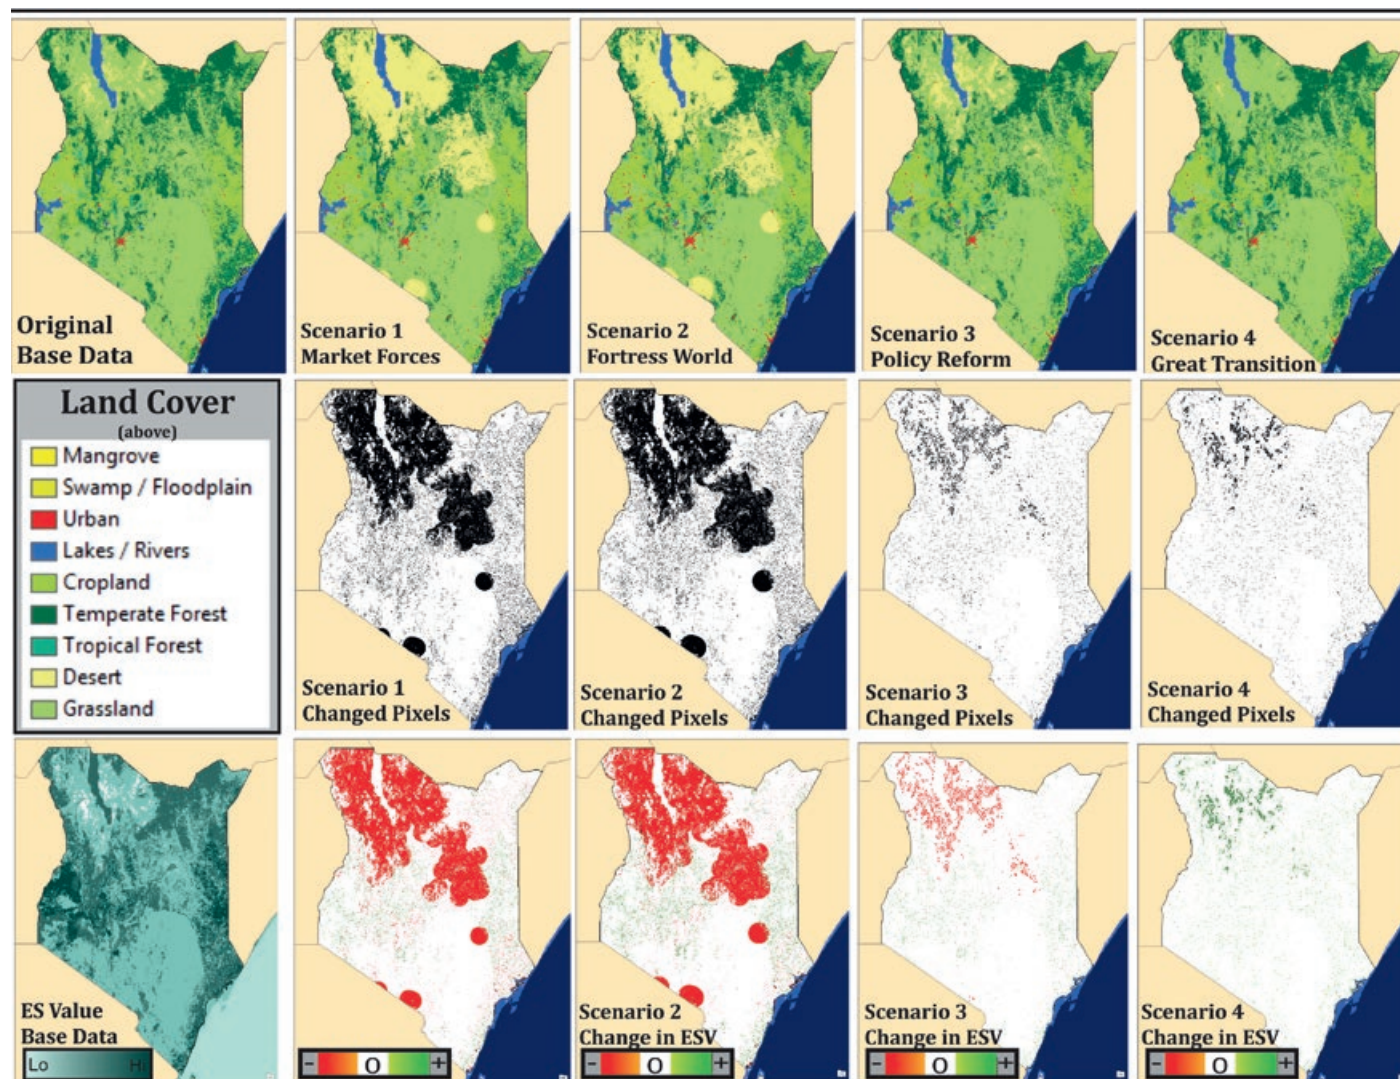 Original
Base Data
Scenario 1
Market Forces
Scenario 2
Fortress World
Scenario 3
Policy Reform
Scenario 4
Great Transition
Land Cover
(above)
Mangrove
Swamp / Floodplain
Urban
Lakes / Rivers
Cropland
Temperate Forest
Tropical Forest
Desert
Grassland
Scenario 1
Changed Pixels
Scenario 2
Changed Pixels
Scenario 3
Changed Pixels
Scenario 4
Changed Pixels
ES Value
Base Data
Lo Hi
- O +
Scenario 2
Change in ESV
- O +
Scenario 3
Change in ESV
- O +
Scenario 4
Change in ESV
- O +